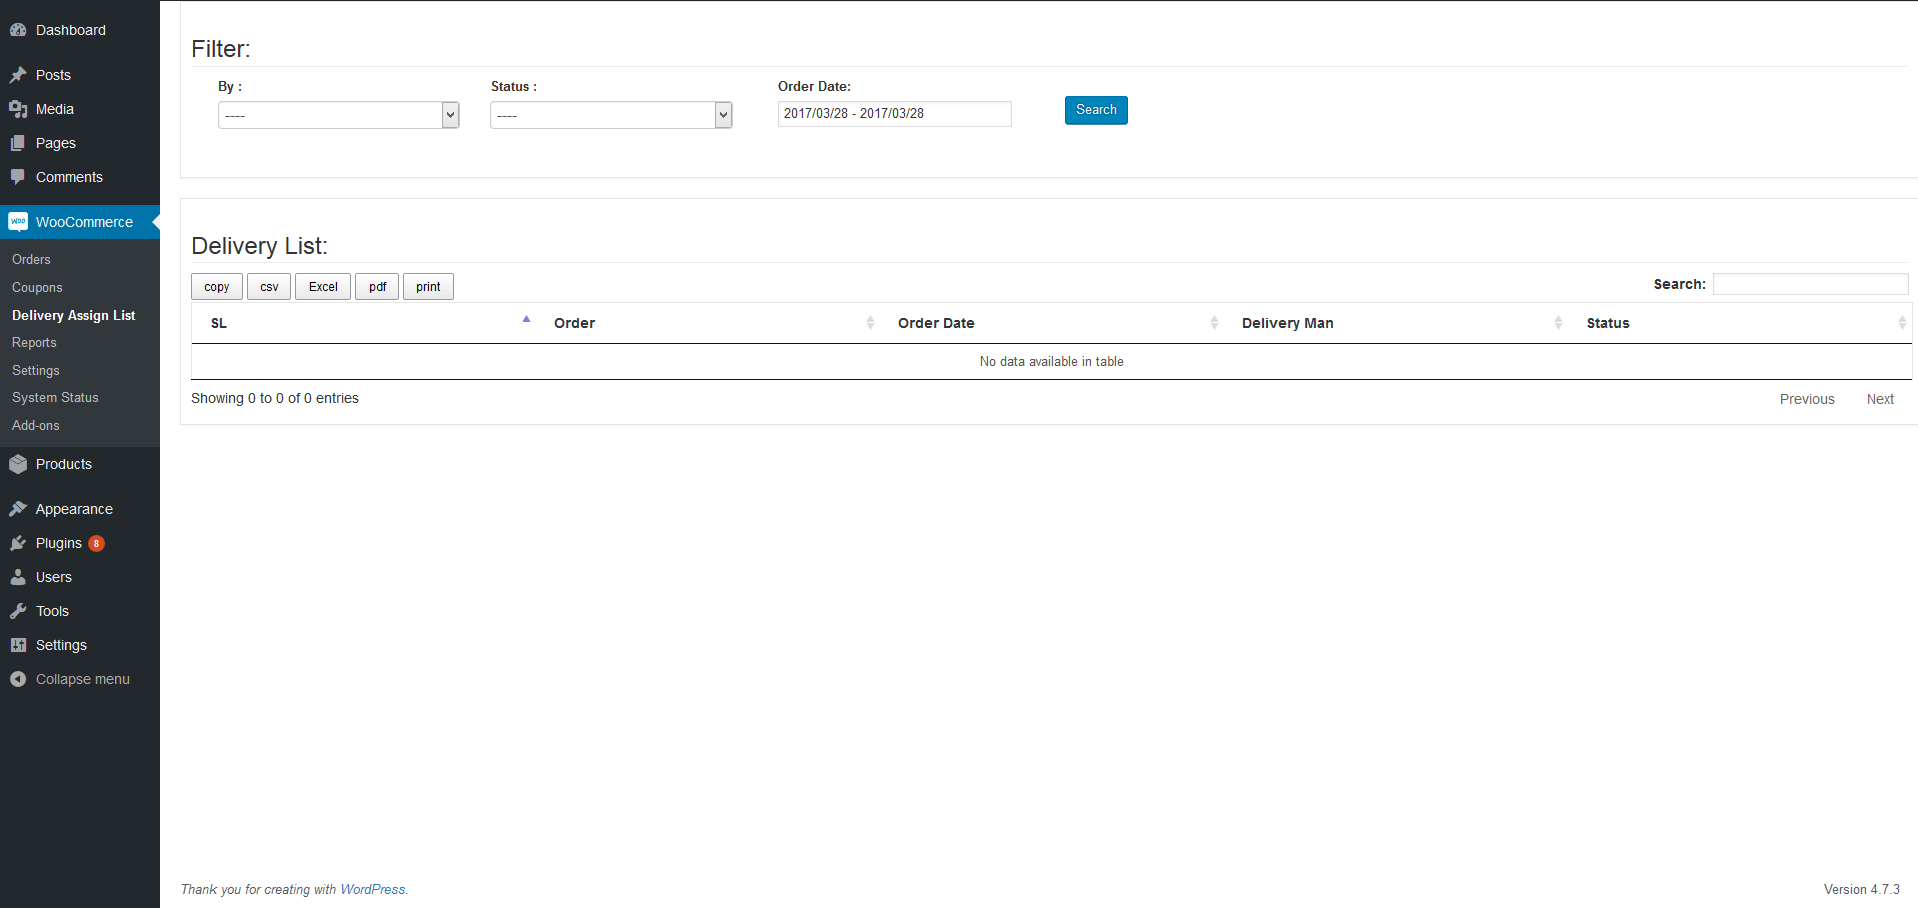 Dashboard
Posts
Media
Pages
Comments
woo WooCommerce
Orders
Coupons
Delivery Assign List
Reports
Settings
System Status
Add-ons
Products
Appearance
Plugins 8
Users
Tools
Settings
Collapse menu
Filter:
By : Status : Order Date:
---- ---- 2017/03/28 - 2017/03/28 Search
Delivery List:
copy csv Excel pdf print Search:
SL Order Order Date Delivery Man Status
No data available in table
Showing 0 to 0 of 0 entries Previous Next
Thank you for creating with WordPress. Version 4.7.3